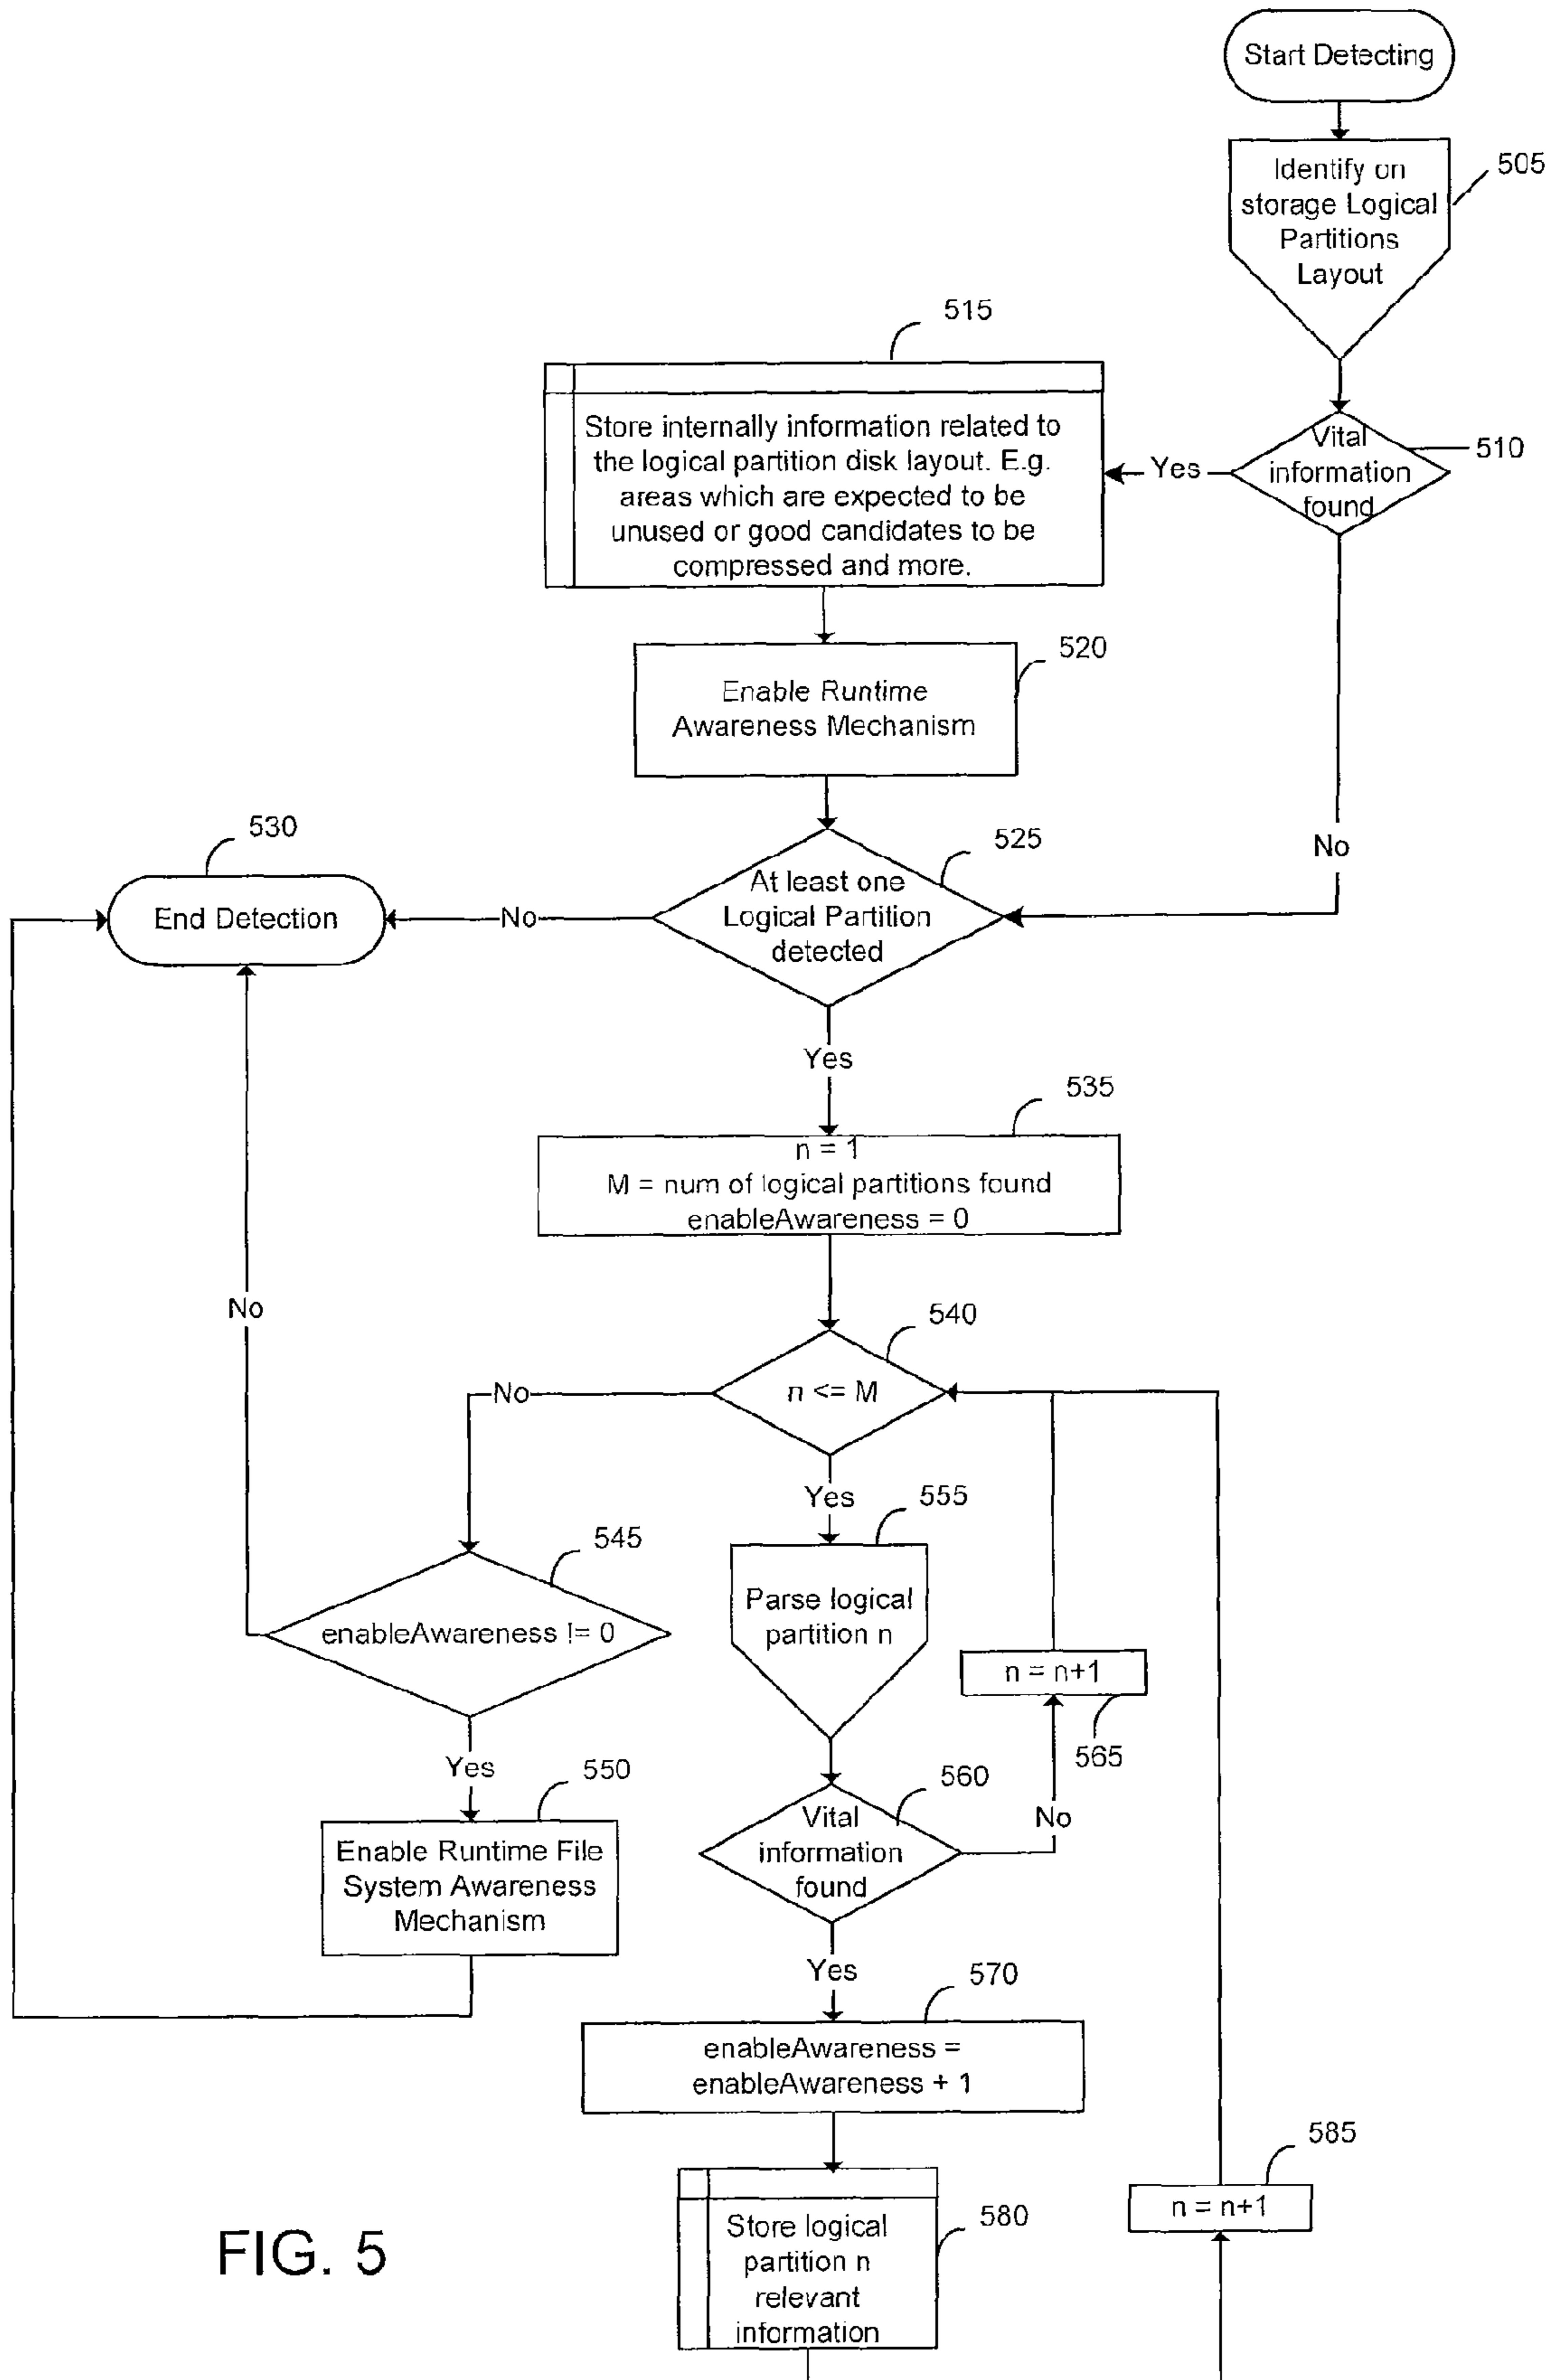 Start Detecting
Identify on
storage Logical
Partitions
Layout
505
Vital
information
found
510
Yes
No
515
Store internally information related to
the logical partition disk layout. E.g.
areas which are expected to be
unused or good candidates to be
compressed and more.
520
Enable Runtime
Awareness Mechanism
525
At least one
Logical Partition
detected
No
530
End Detection
Yes
535
n = 1
M = num of logical partitions found
enableAwareness = 0
540
n <= M
No
Yes
545
enableAwareness != 0
No
Yes
550
Enable Runtime File
System Awareness
Mechanism
555
Parse logical
partition n
n = n+1
565
560
Vital
information
found
No
Yes
570
enableAwareness =
enableAwareness + 1
580
Store logical
partition n
relevant
information
585
n = n+1
FIG. 5